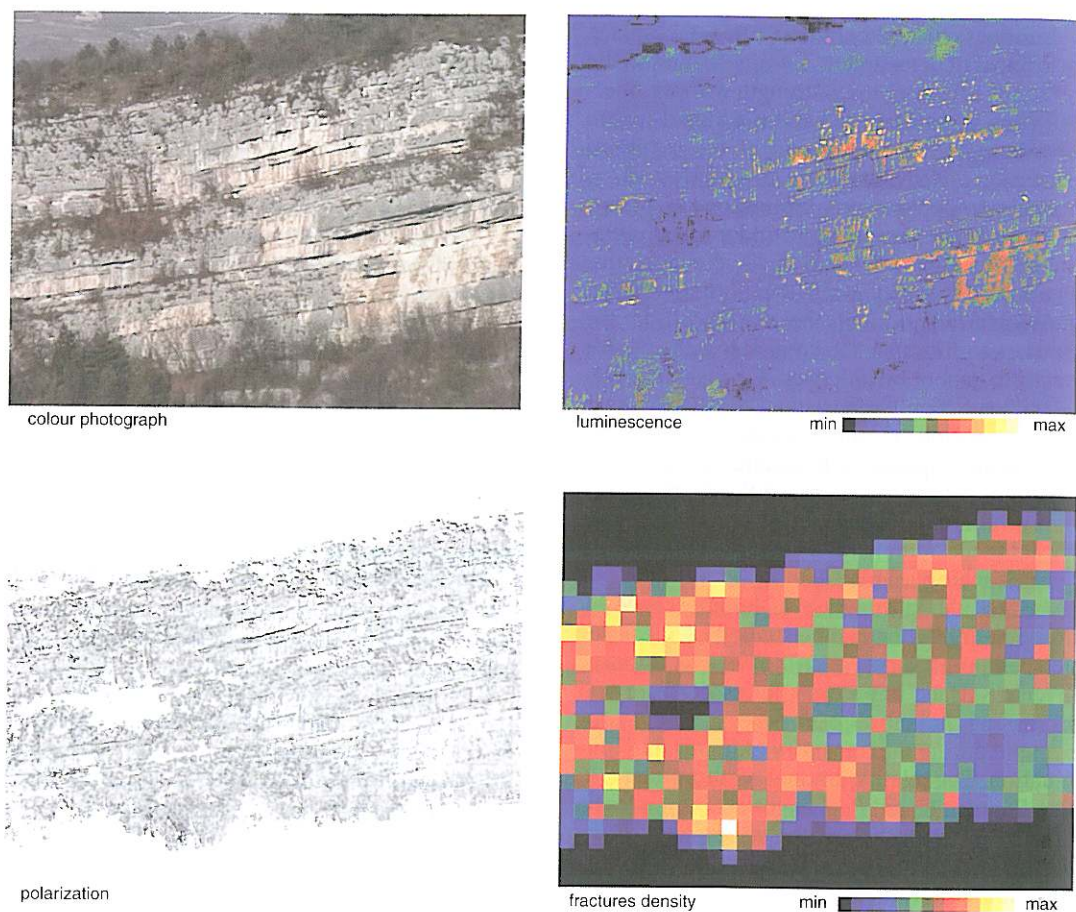 colour photograph
luminescence
min max
polarization
fractures density
min max